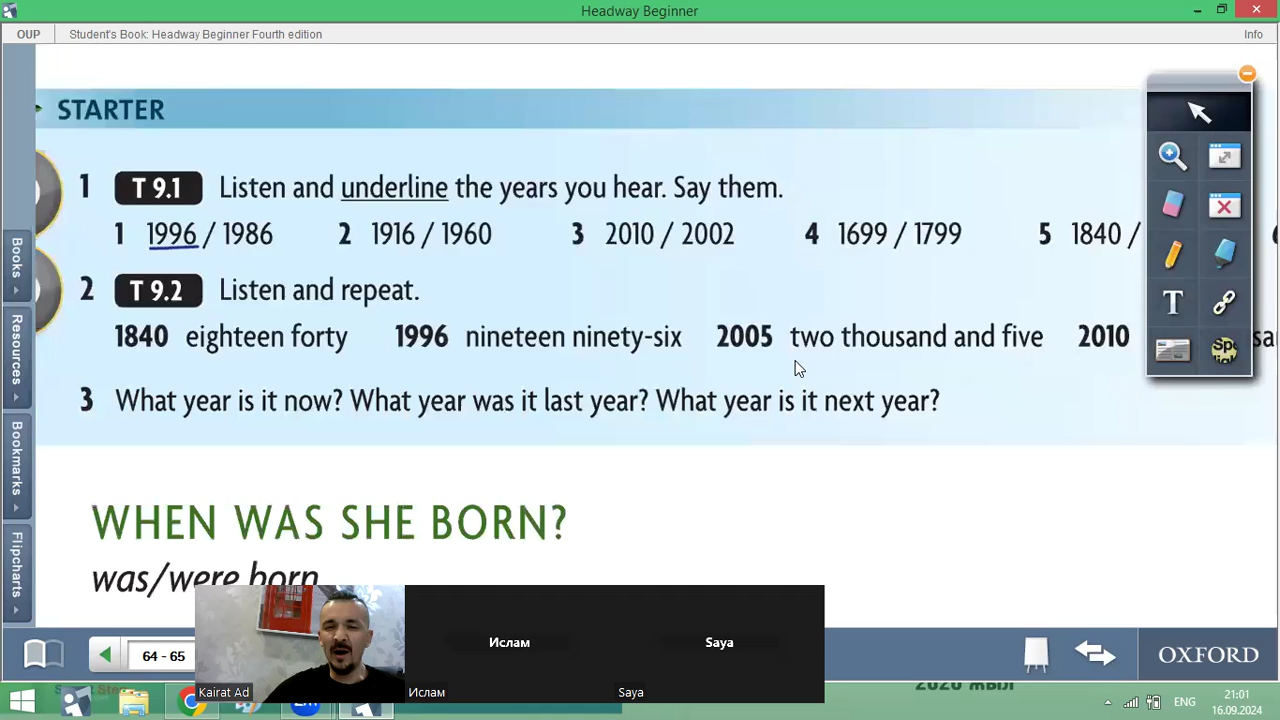 Headway Beginner
OUP Student's Book: Headway Beginner Fourth edition Info
STARTER
1 T 9.1 Listen and underline the years you hear. Say them.
1 1996 / 1986 2 1916 / 1960 3 2010 / 2002 4 1699 / 1799 5 1840 /
2 T 9.2 Listen and repeat.
1840 eighteen forty 1996 nineteen ninety-six 2005 two thousand and five 2010
3 What year is it now? What year was it last year? What year is it next year?
WHEN WAS SHE BORN?
was/were born
Books
Resources
Bookmarks
Flipcharts
T
64 - 65
Kairat Ad
Ислам
Ислам
Saya
Saya
OXFORD
ENG
21:01
16.09.2024